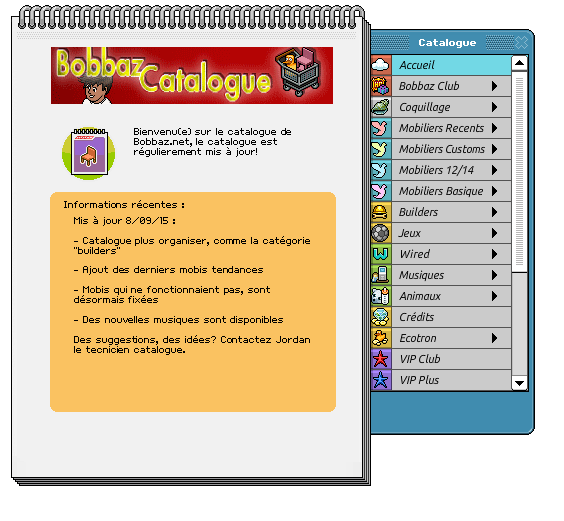 Bobbaz Catalogue
Bienvenu(e) sur le catalogue de
Bobbaz.net, le catalogue est
régulierement mis à jour!
Informations récentes :
Mis à jour 8/09/15 :
- Catalogue plus organiser, comme la catégorie
"builders"
- Ajout des derniers mobis tendances
- Mobis qui ne fonctionnaient pas, sont
désormais fixées
- Des nouvelles musiques sont disponibles
Des suggestions, des idées? Contactez Jordan
le tecnicien catalogue.
Catalogue
Accueil
Bobbaz Club
Coquillage
Mobiliers Recents
Mobiliers Customs
Mobiliers 12/14
Mobiliers Basique
Builders
Jeux
Wired
Musiques
Animaux
Crédits
Ecotron
VIP Club
VIP Plus